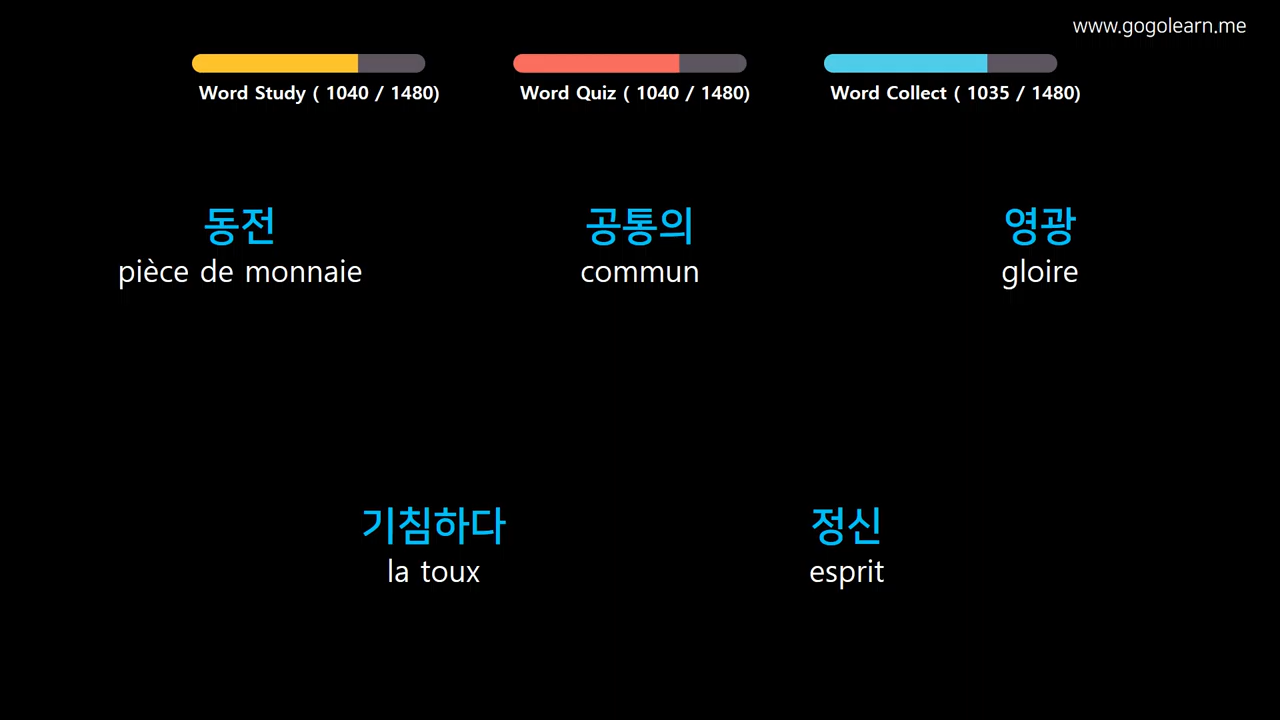 www.gogolearn.me
Word Study ( 1040 / 1480)
Word Quiz ( 1040 / 1480)
Word Collect ( 1035 / 1480)
동전
pièce de monnaie
공통의
commun
영광
gloire
기침하다
la toux
정신
esprit